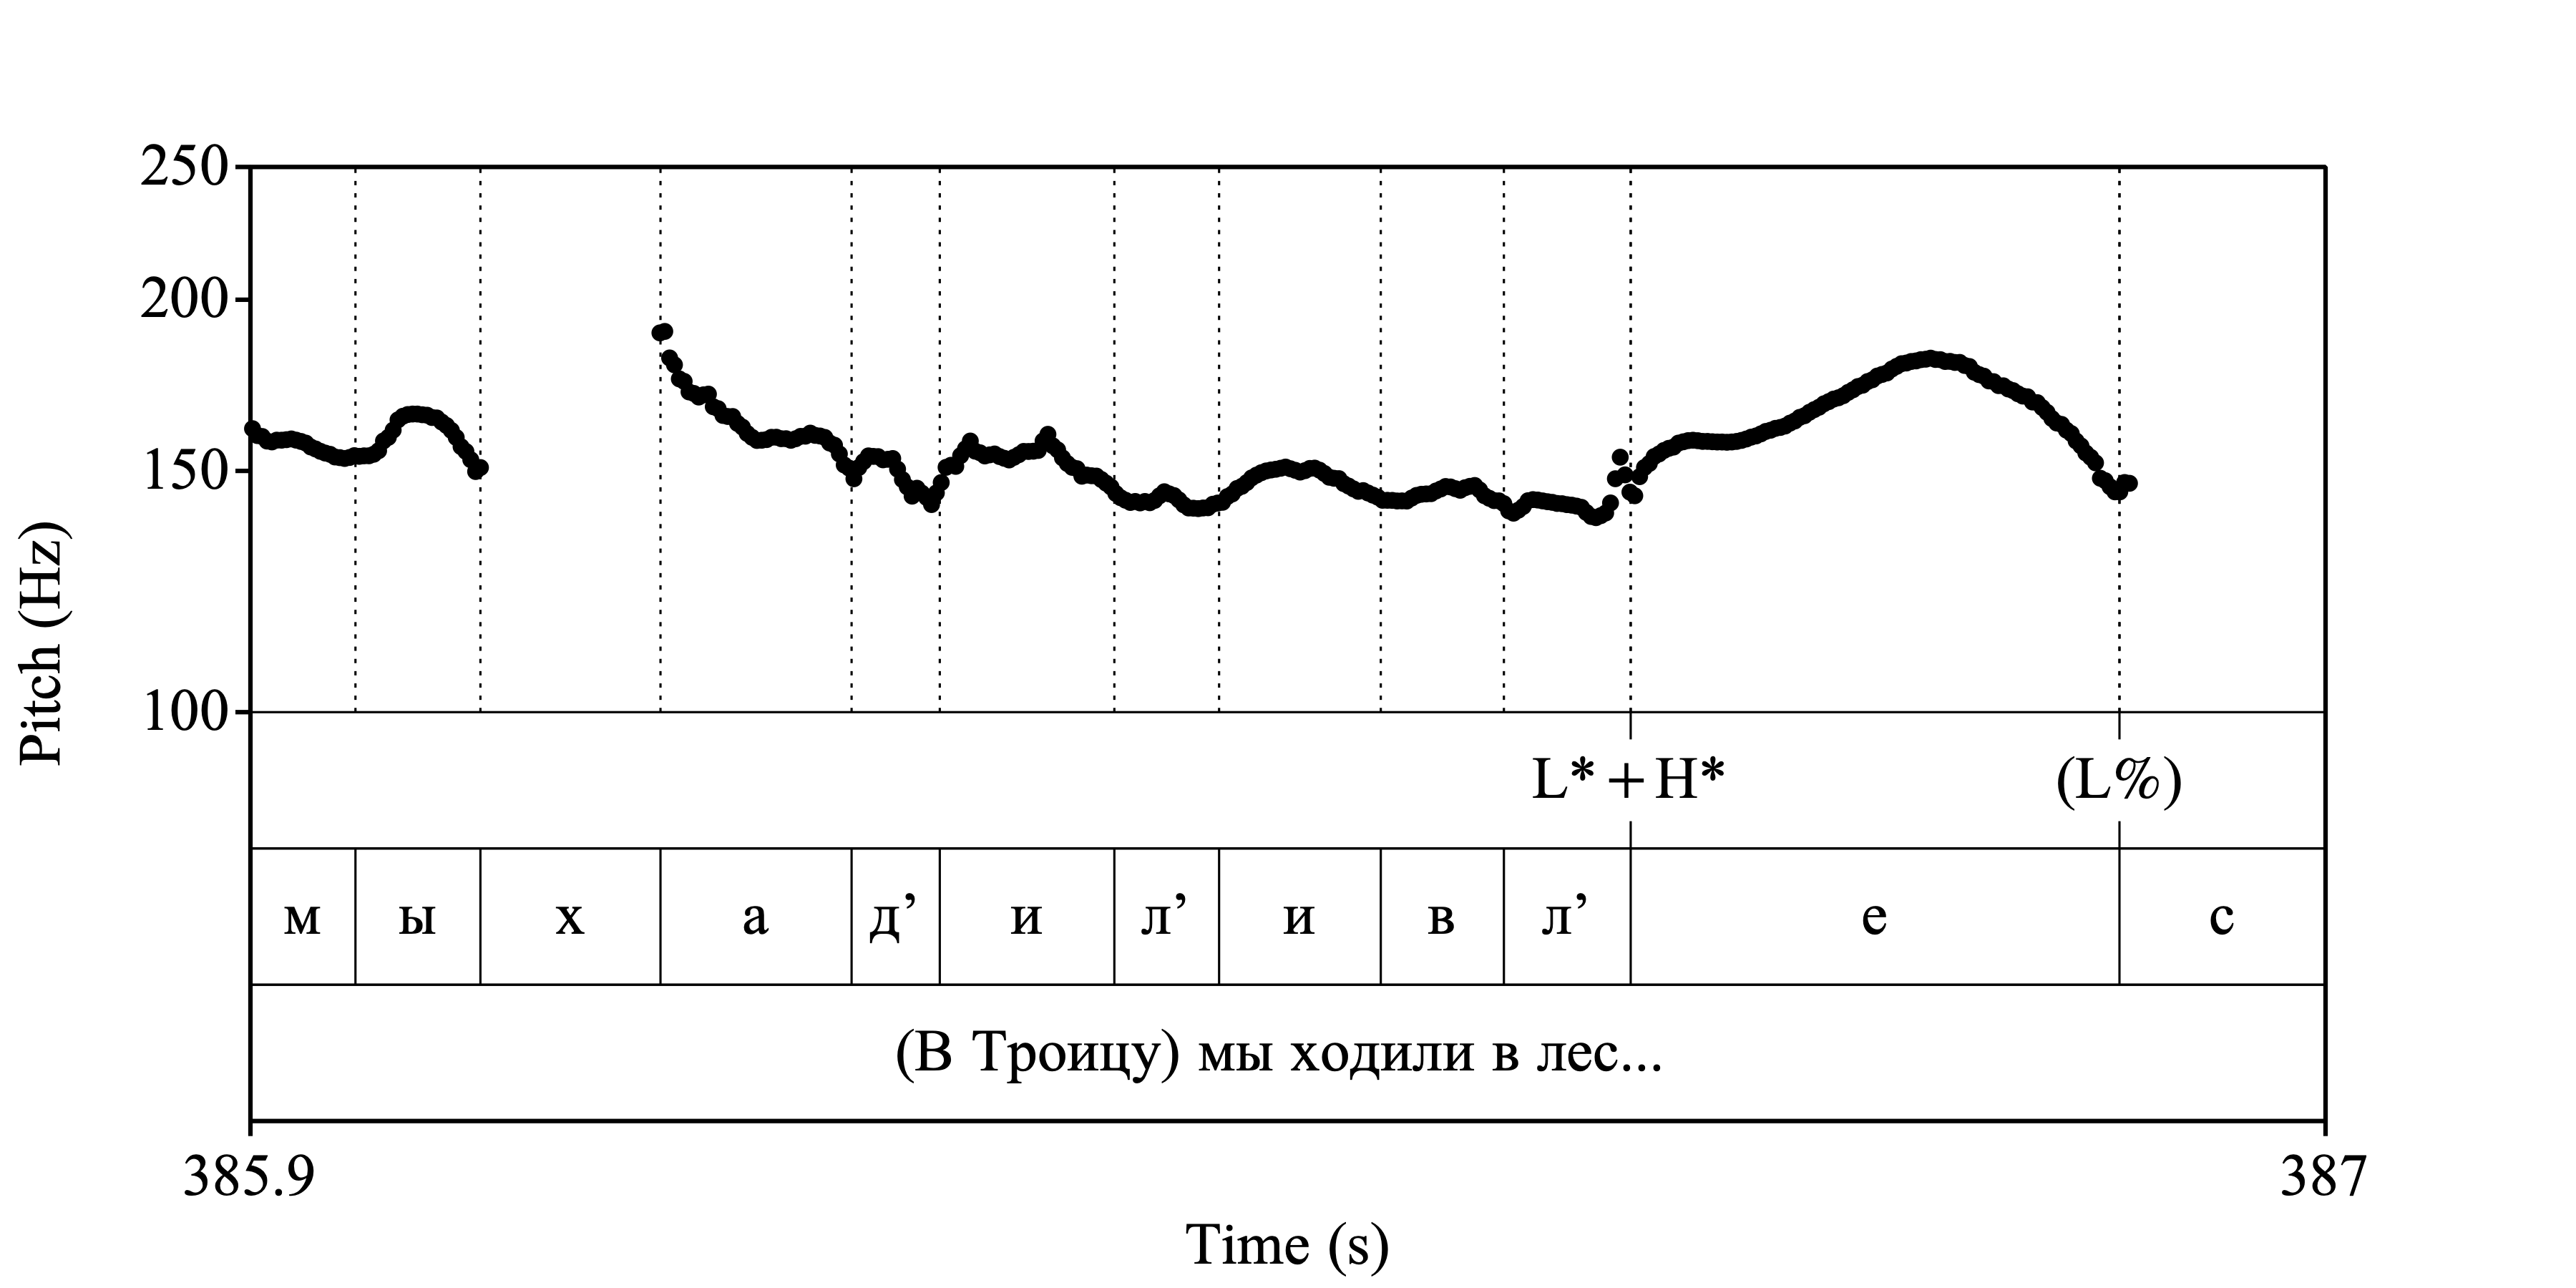 250
200
150
100
Pitch (Hz)
L* + H* (L%)
м ы х а д’ и л’ и в л’ е с
(В Троицу) мы ходили в лес...
385.9 387
Time (s)